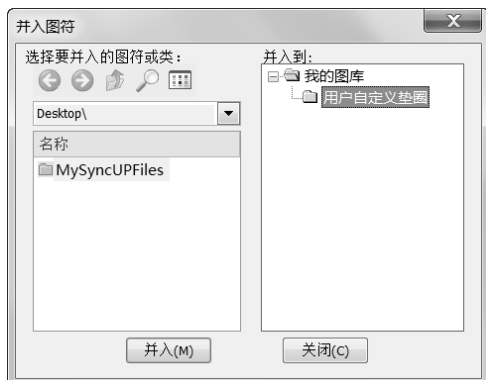 并入图符
选择要并入的图符或类:
并入到:
Desktop\
名称
MySyncUPFiles
我的图库
用户自定义垫圈
并入(M)
关闭(C)